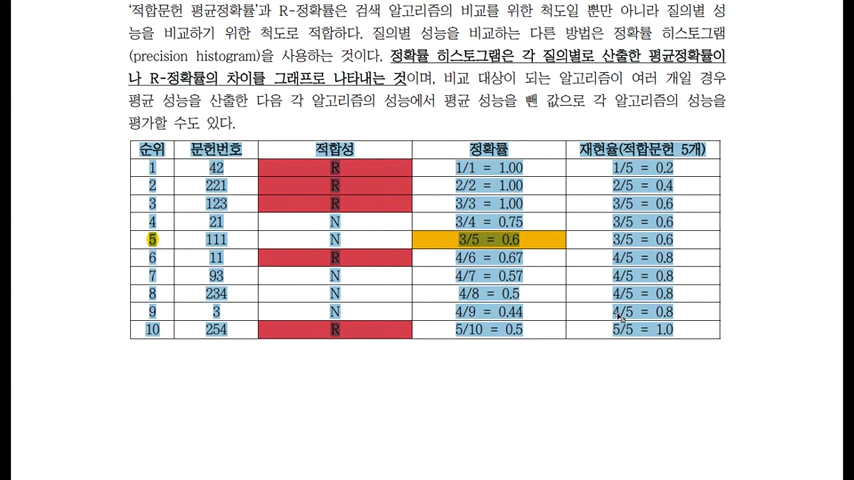 '적합문헌 평균정확률'과 R-정확률은 검색 알고리즘의 비교를 위한 척도일 뿐만 아니라 질의별 성
능을 비교하기 위한 척도로 적합하다. 질의별 성능을 비교하는 다른 방법은 정확률 히스토그램
(precision histogram)을 사용하는 것이다. 정확률 히스토그램은 각 질의별로 산출한 평균정확률이
나 R-정확률의 차이를 그래프로 나타내는 것이며, 비교 대상이 되는 알고리즘이 여러 개일 경우
평균 성능을 산출한 다음 각 알고리즘의 성능에서 평균 성능을 뺀 값으로 각 알고리즘의 성능을
평가할 수도 있다.
순위 문헌번호 적합성 정확률 재현율(적합문헌 5개)
1 42 R 1/1 = 1.00 1/5 = 0.2
2 221 R 2/2 = 1.00 2/5 = 0.4
3 123 R 3/3 = 1.00 3/5 = 0.6
4 21 N 3/4 = 0.75 3/5 = 0.6
5 111 N 3/5 = 0.6 3/5 = 0.6
6 11 R 4/6 = 0.67 4/5 = 0.8
7 93 N 4/7 = 0.57 4/5 = 0.8
8 234 N 4/8 = 0.5 4/5 = 0.8
9 3 N 4/9 = 0.44 4/5 = 0.8
10 254 R 5/10 = 0.5 5/5 = 1.0